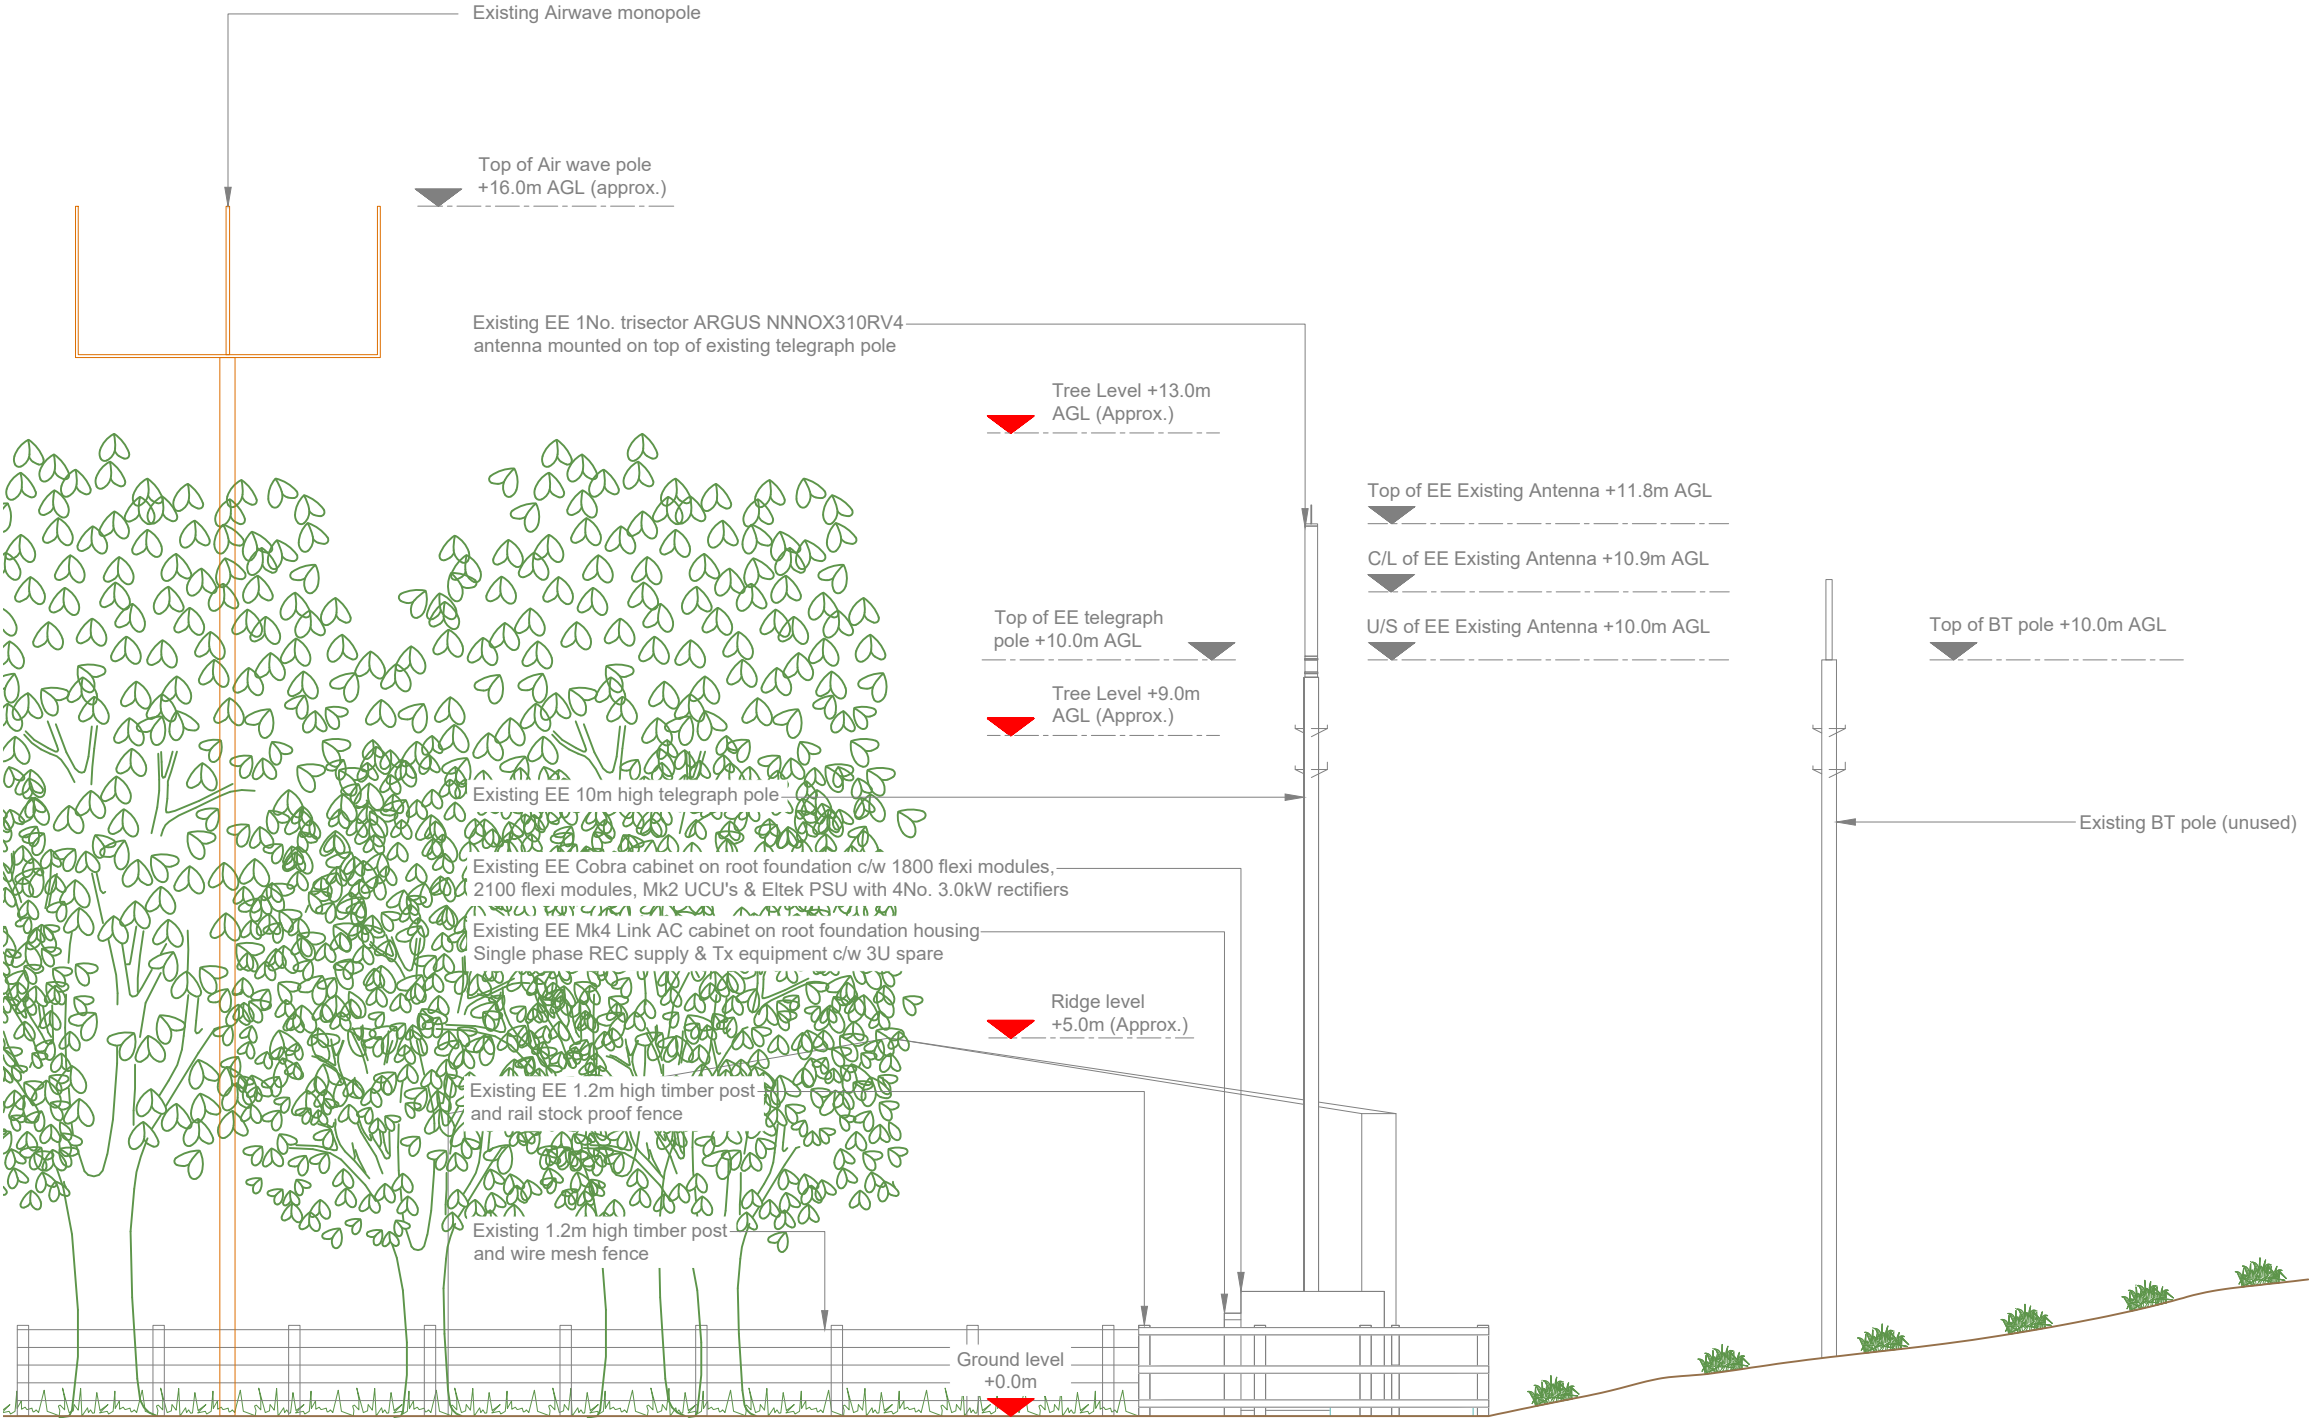 Existing Airwave monopole
Top of Air wave pole
+16.0m AGL (approx.)
Existing EE 1No. trisector ARGUS NNNOX310RV4
antenna mounted on top of existing telegraph pole
Tree Level +13.0m
AGL (Approx.)
Top of EE Existing Antenna +11.8m AGL
C/L of EE Existing Antenna +10.9m AGL
U/S of EE Existing Antenna +10.0m AGL
Top of EE telegraph
pole +10.0m AGL
Top of BT pole +10.0m AGL
Tree Level +9.0m
AGL (Approx.)
Existing EE 10m high telegraph pole
Existing BT pole (unused)
Existing EE Cobra cabinet on root foundation c/w 1800 flexi modules,
2100 flexi modules, Mk2 UCU's & Eltek PSU with 4No. 3.0kW rectifiers
Existing EE Mk4 Link AC cabinet on root foundation housing
Single phase REC supply & Tx equipment c/w 3U spare
Ridge level
+5.0m (Approx.)
Existing EE 1.2m high timber post
and rail stock proof fence
Existing 1.2m high timber post
and wire mesh fence
Ground level
+0.0m